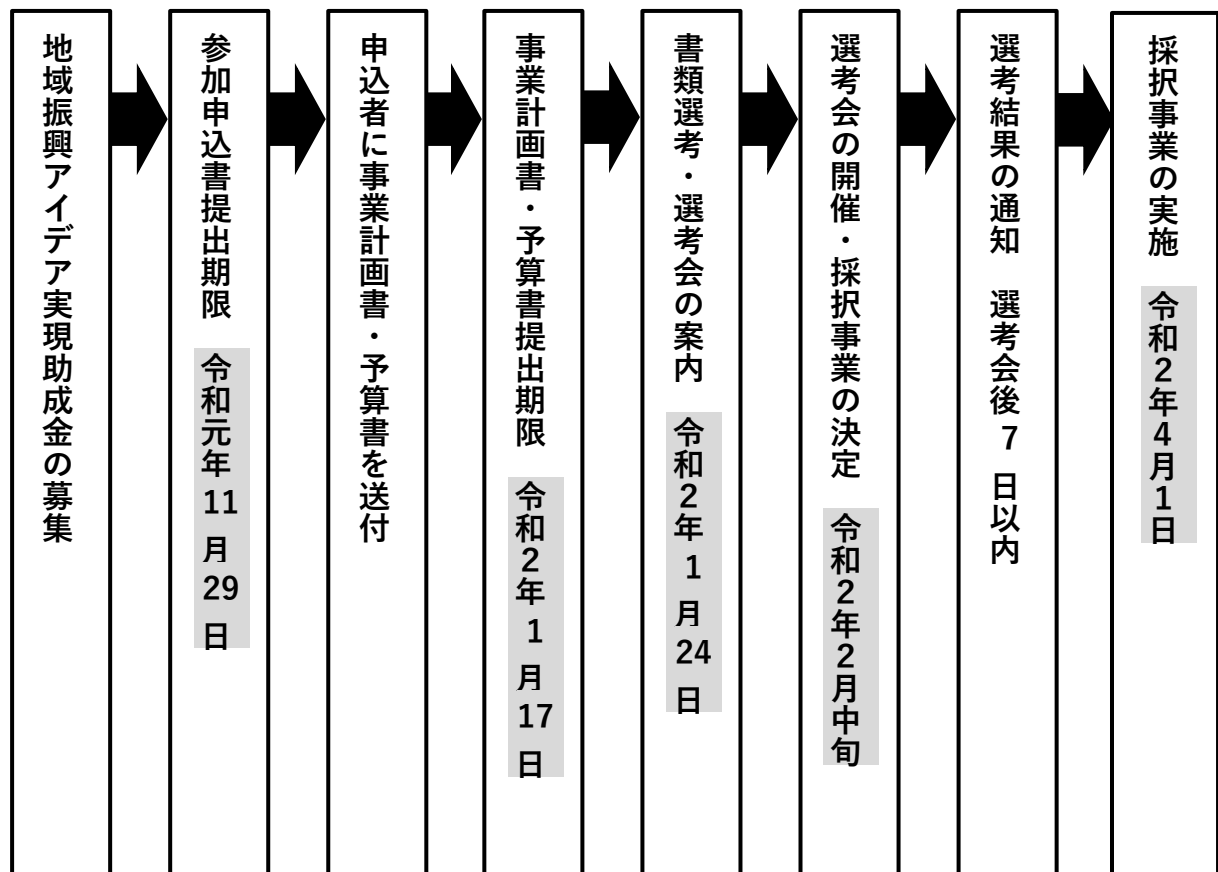 地域振興アイデア実現助成金の募集
参加申込書提出期限 令和元年11月29日
申込者に事業計画書・予算書を送付
事業計画書・予算書提出期限 令和2年1月17日
書類選考・選考会の案内 令和2年1月24日
選考会の開催・採択事業の決定 令和2年2月中旬
選考結果の通知 選考会後7日以内
採択事業の実施 令和2年4月1日